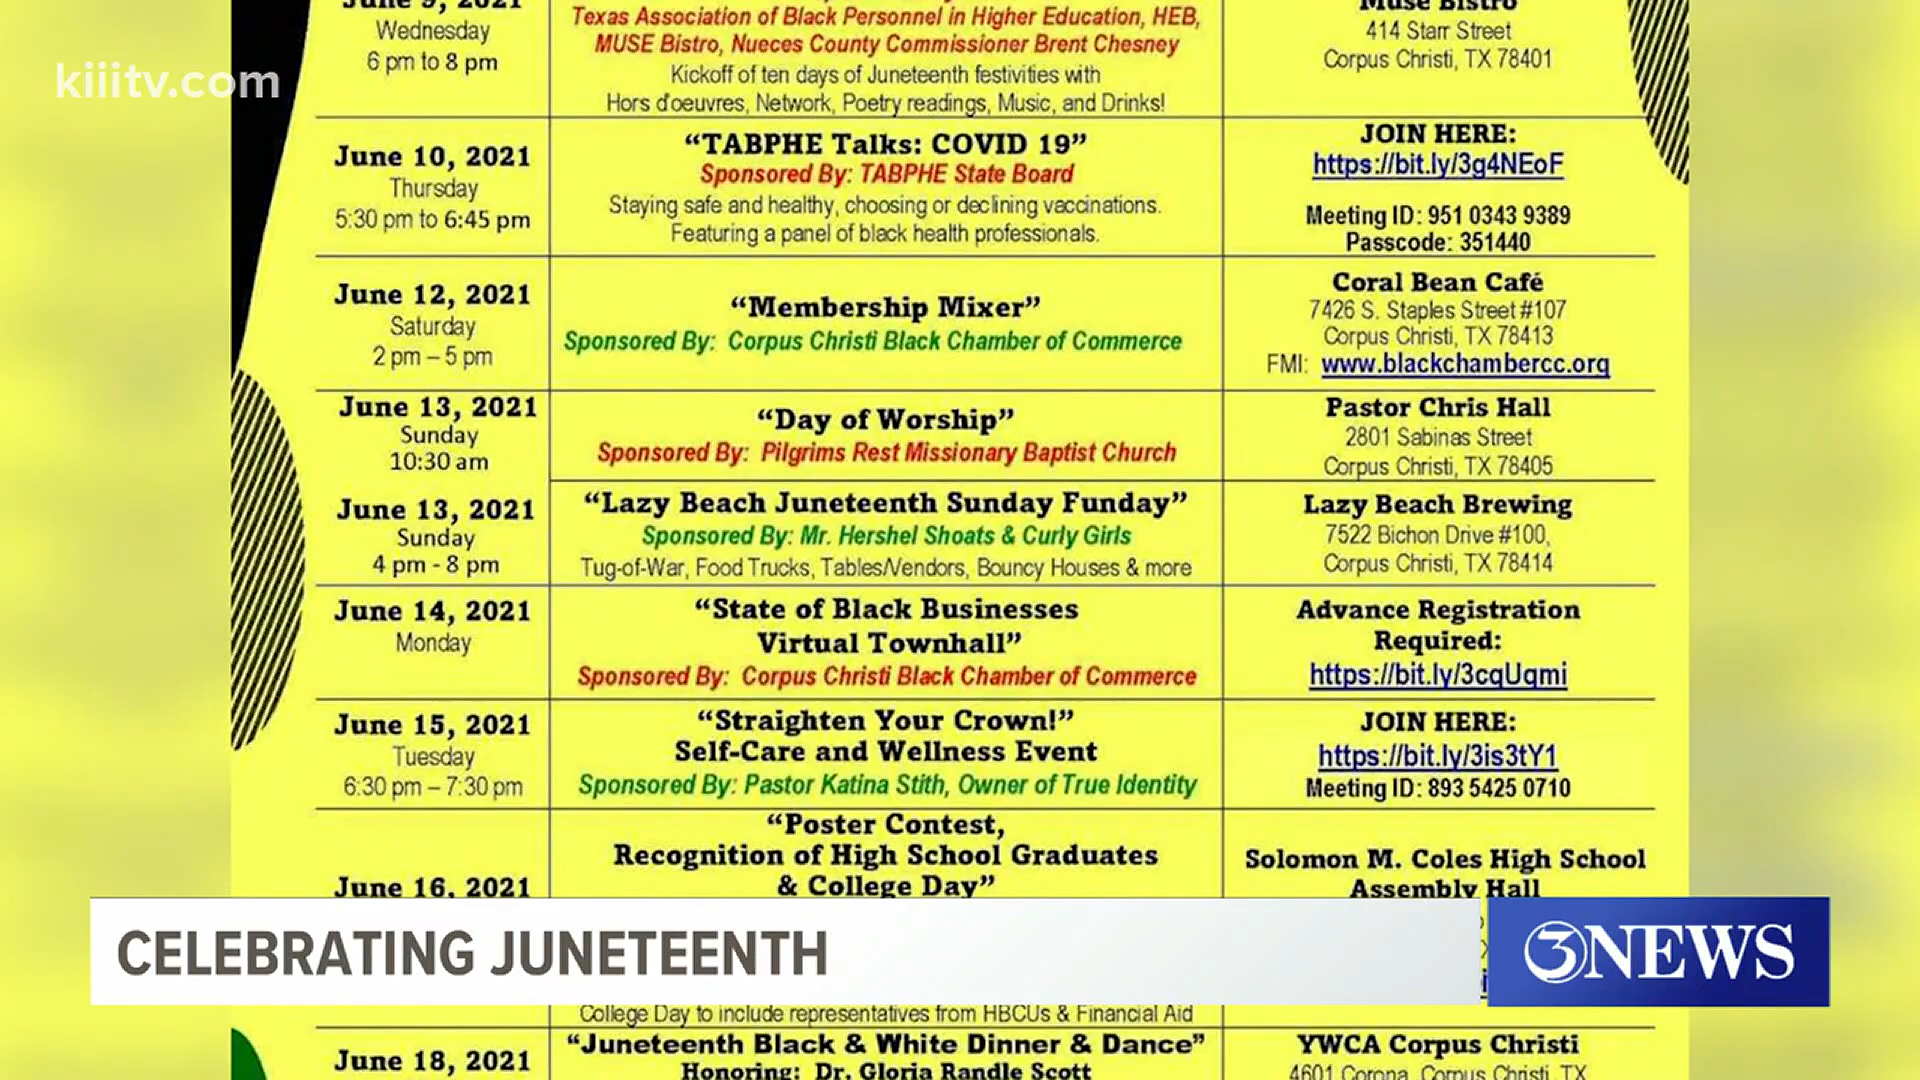 kiiitv.com
June 9, 2021
Wednesday
6 pm to 8 pm
Texas Association of Black Personnel in Higher Education, HEB,
MUSE Bistro, Nueces County Commissioner Brent Chesney
Kickoff of ten days of Juneteenth festivities with
Hors d'oeuvres, Network, Poetry readings, Music, and Drinks!
Muse Bistro
414 Starr Street
Corpus Christi, TX 78401
June 10, 2021
Thursday
5:30 pm to 6:45 pm
“TABPHE Talks: COVID 19”
Sponsored By: TABPHE State Board
Staying safe and healthy, choosing or declining vaccinations.
Featuring a panel of black health professionals.
JOIN HERE:
https://bit.ly/3g4NEoF
Meeting ID: 951 0343 9389
Passcode: 351440
June 12, 2021
Saturday
2 pm – 5 pm
“Membership Mixer”
Sponsored By: Corpus Christi Black Chamber of Commerce
Coral Bean Café
7426 S. Staples Street #107
Corpus Christi, TX 78413
FMI: www.blackchambercc.org
June 13, 2021
Sunday
10:30 am
“Day of Worship”
Sponsored By: Pilgrims Rest Missionary Baptist Church
Pastor Chris Hall
2801 Sabinas Street
Corpus Christi, TX 78405
June 13, 2021
Sunday
4 pm - 8 pm
“Lazy Beach Juneteenth Sunday Funday”
Sponsored By: Mr. Hershel Shoats & Curly Girls
Tug-of-War, Food Trucks, Tables/Vendors, Bouncy Houses & more
Lazy Beach Brewing
7522 Bichon Drive #100,
Corpus Christi, TX 78414
June 14, 2021
Monday
“State of Black Businesses
Virtual Townhall”
Sponsored By: Corpus Christi Black Chamber of Commerce
Advance Registration
Required:
https://bit.ly/3cqUqmi
June 15, 2021
Tuesday
6:30 pm – 7:30 pm
“Straighten Your Crown!”
Self-Care and Wellness Event
Sponsored By: Pastor Katina Stith, Owner of True Identity
JOIN HERE:
https://bit.ly/3is3tY1
Meeting ID: 893 5425 0710
June 16, 2021
“Poster Contest,
Recognition of High School Graduates
& College Day”
College Day to include representatives from HBCUs & Financial Aid
Solomon M. Coles High School
Assembly Hall
CELEBRATING JUNETEENTH
3NEWS
June 18, 2021
“Juneteenth Black & White Dinner & Dance”
Honoring: Dr. Gloria Randle Scott
YWCA Corpus Christi
4601 Corona, Corpus Christi, TX